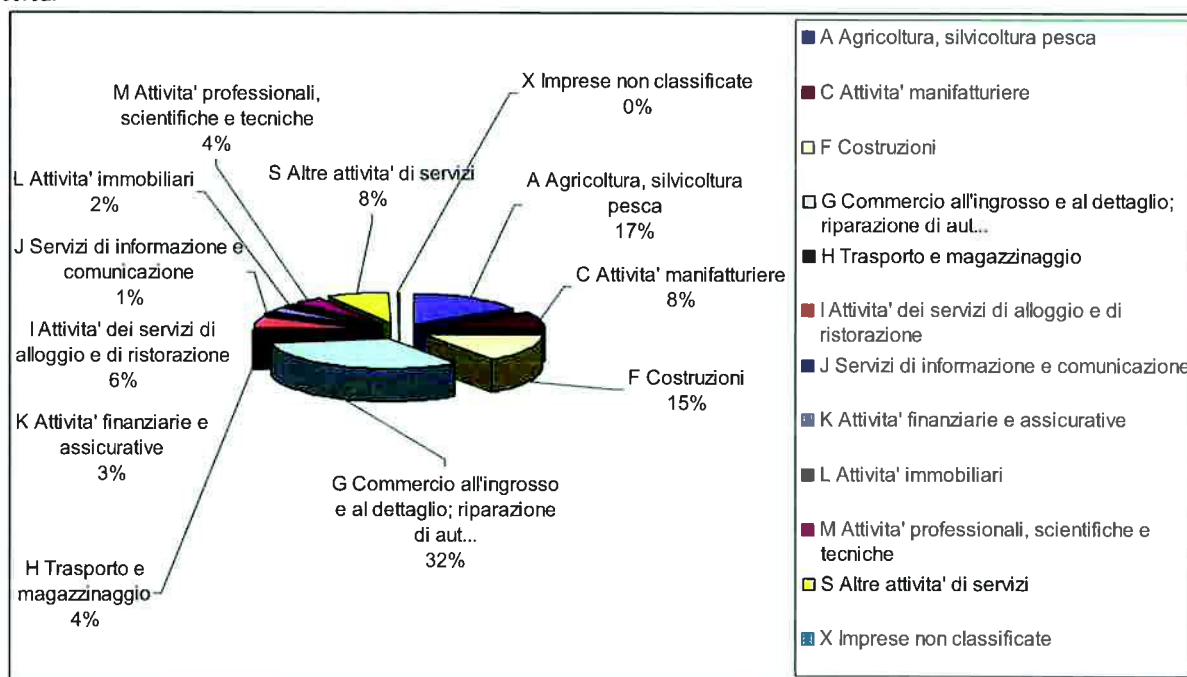 M Attivita' professionali,
scientifiche e tecniche
4%
X Imprese non classificate
0%
L Attivita' immobiliari
2%
S Altre attivita' di servizi
8%
A Agricoltura, silvicoltura
pesca
17%
J Servizi di informazione e
comunicazione
1%
C Attivita' manifatturiere
8%
I Attivita' dei servizi di
alloggio e di ristorazione
6%
F Costruzioni
15%
K Attivita' finanziarie e
assicurative
3%
G Commercio all'ingrosso
e al dettaglio; riparazione
di aut...
32%
H Trasporto e
magazzinaggio
4%
A Agricoltura, silvicoltura pesca
C Attivita' manifatturiere
F Costruzioni
G Commercio all'ingrosso e al dettaglio;
riparazione di aut...
H Trasporto e magazzinaggio
I Attivita' dei servizi di alloggio e di
ristorazione
J Servizi di informazione e comunicazione
K Attivita' finanziarie e assicurative
L Attivita' immobiliari
M Attivita' professionali, scientifiche e
tecniche
S Altre attivita' di servizi
X Imprese non classificate